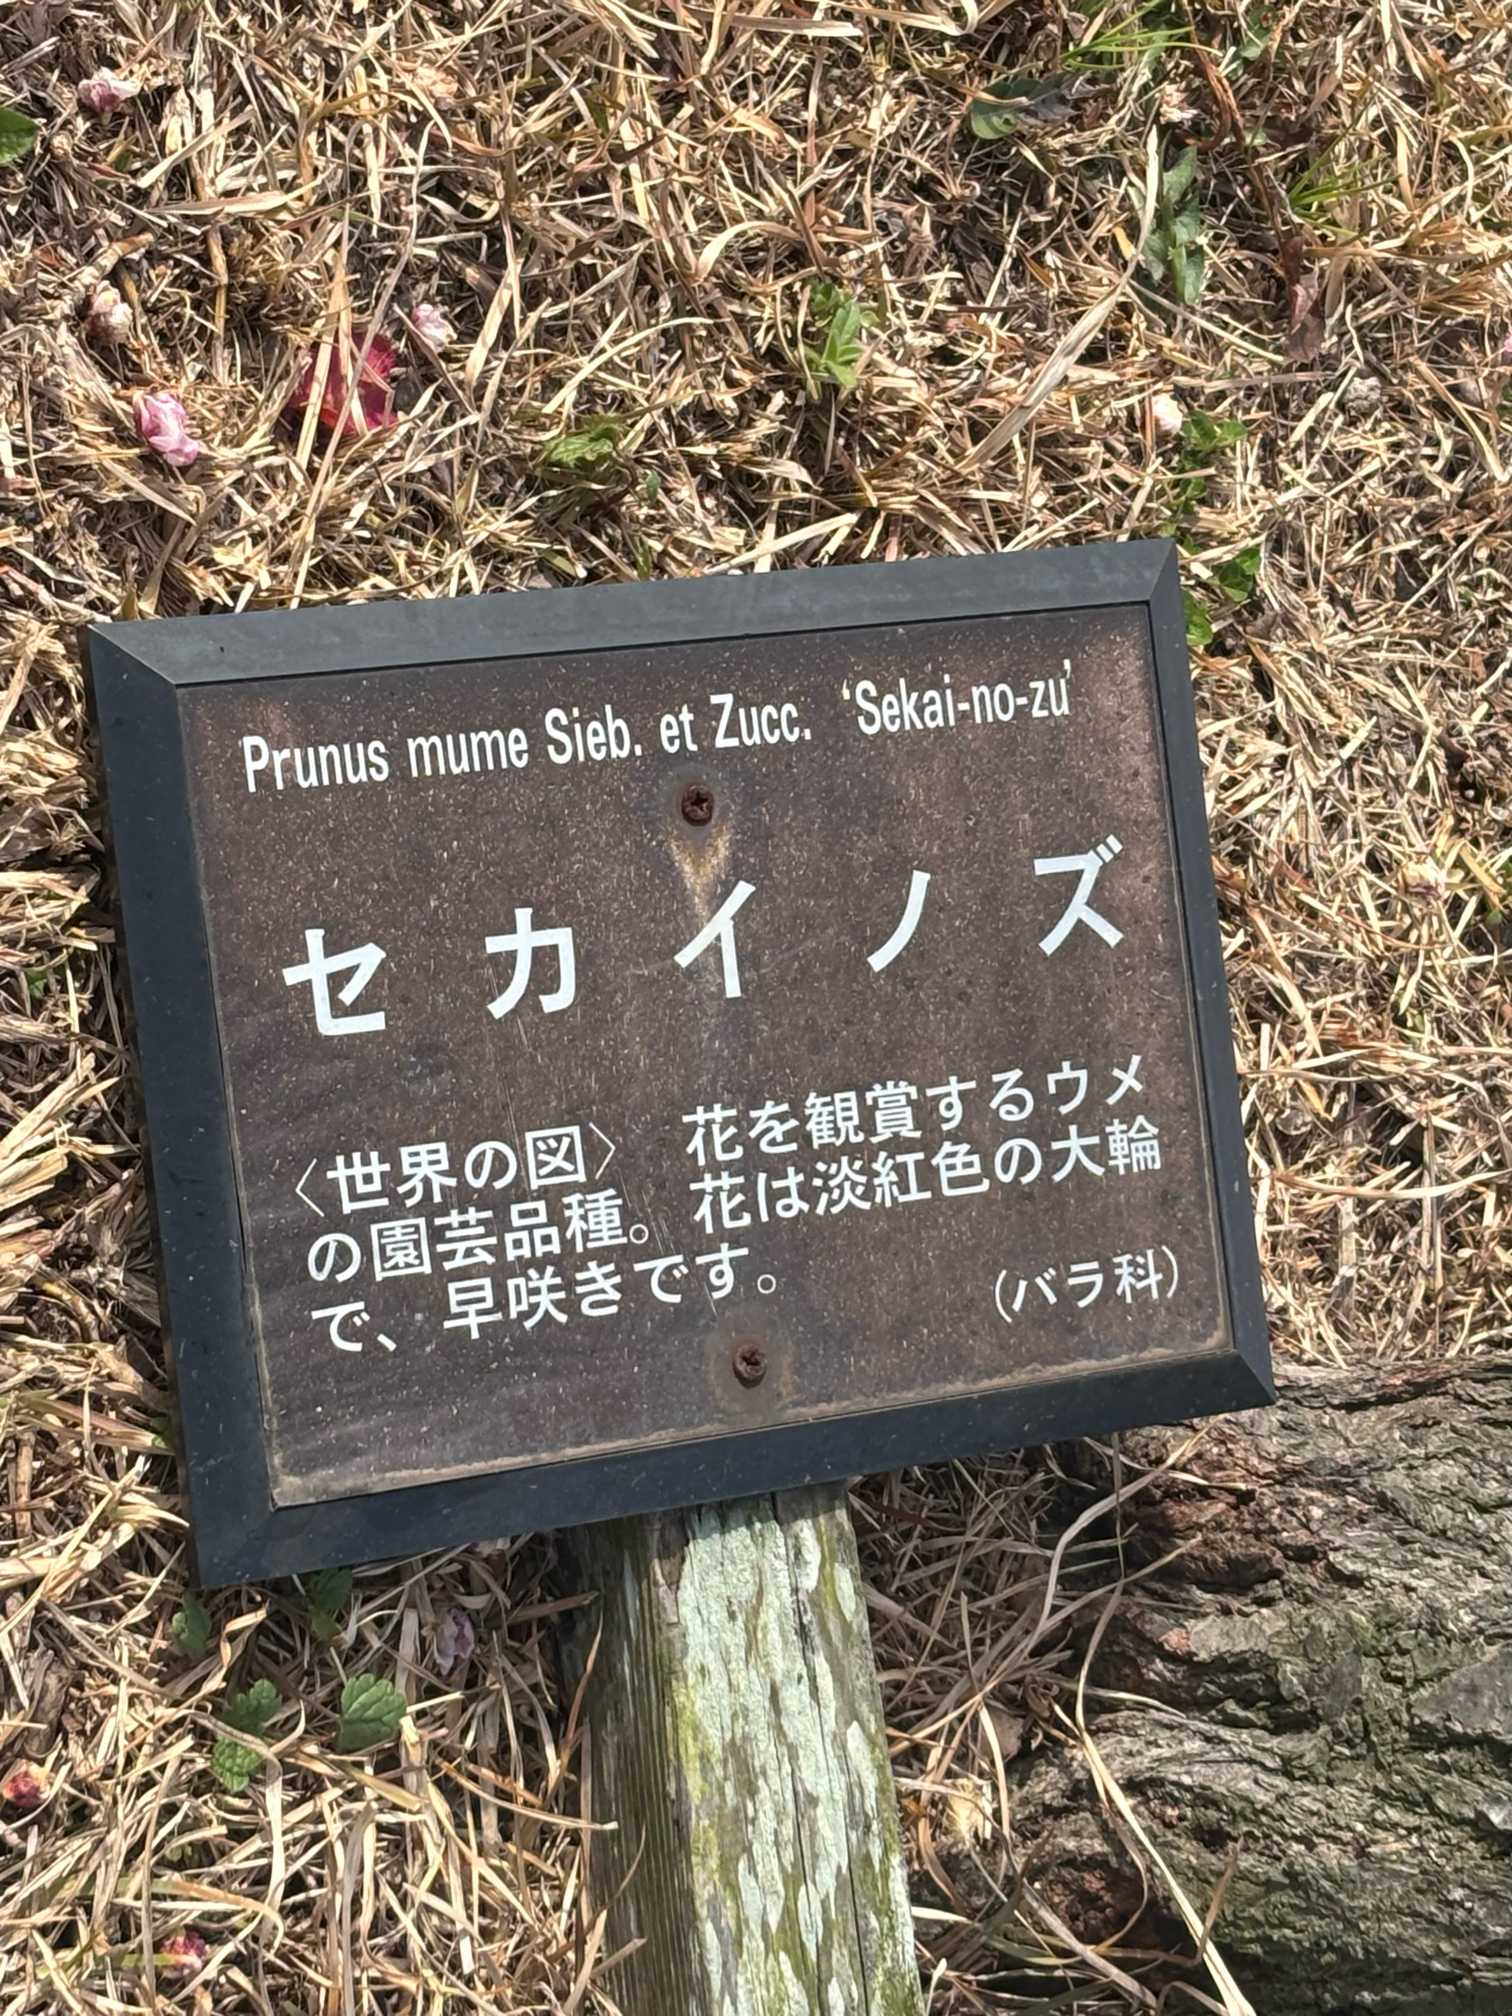 Prunus mume Sieb. et Zucc. ‘Sekai-no-zu’
セカイノズ
〈世界の図〉 花を観賞するウメ
の園芸品種。花は淡紅色の大輪
で、早咲きです。 (バラ科)